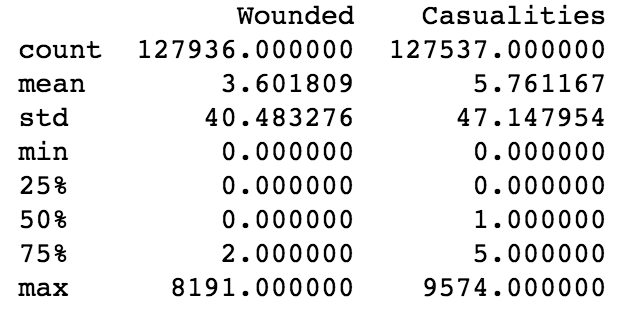 Wounded Casualities
count 127936.000000 127537.000000
mean 3.601809 5.761167
std 40.483276 47.147954
min 0.000000 0.000000
25% 0.000000 0.000000
50% 0.000000 1.000000
75% 2.000000 5.000000
max 8191.000000 9574.000000